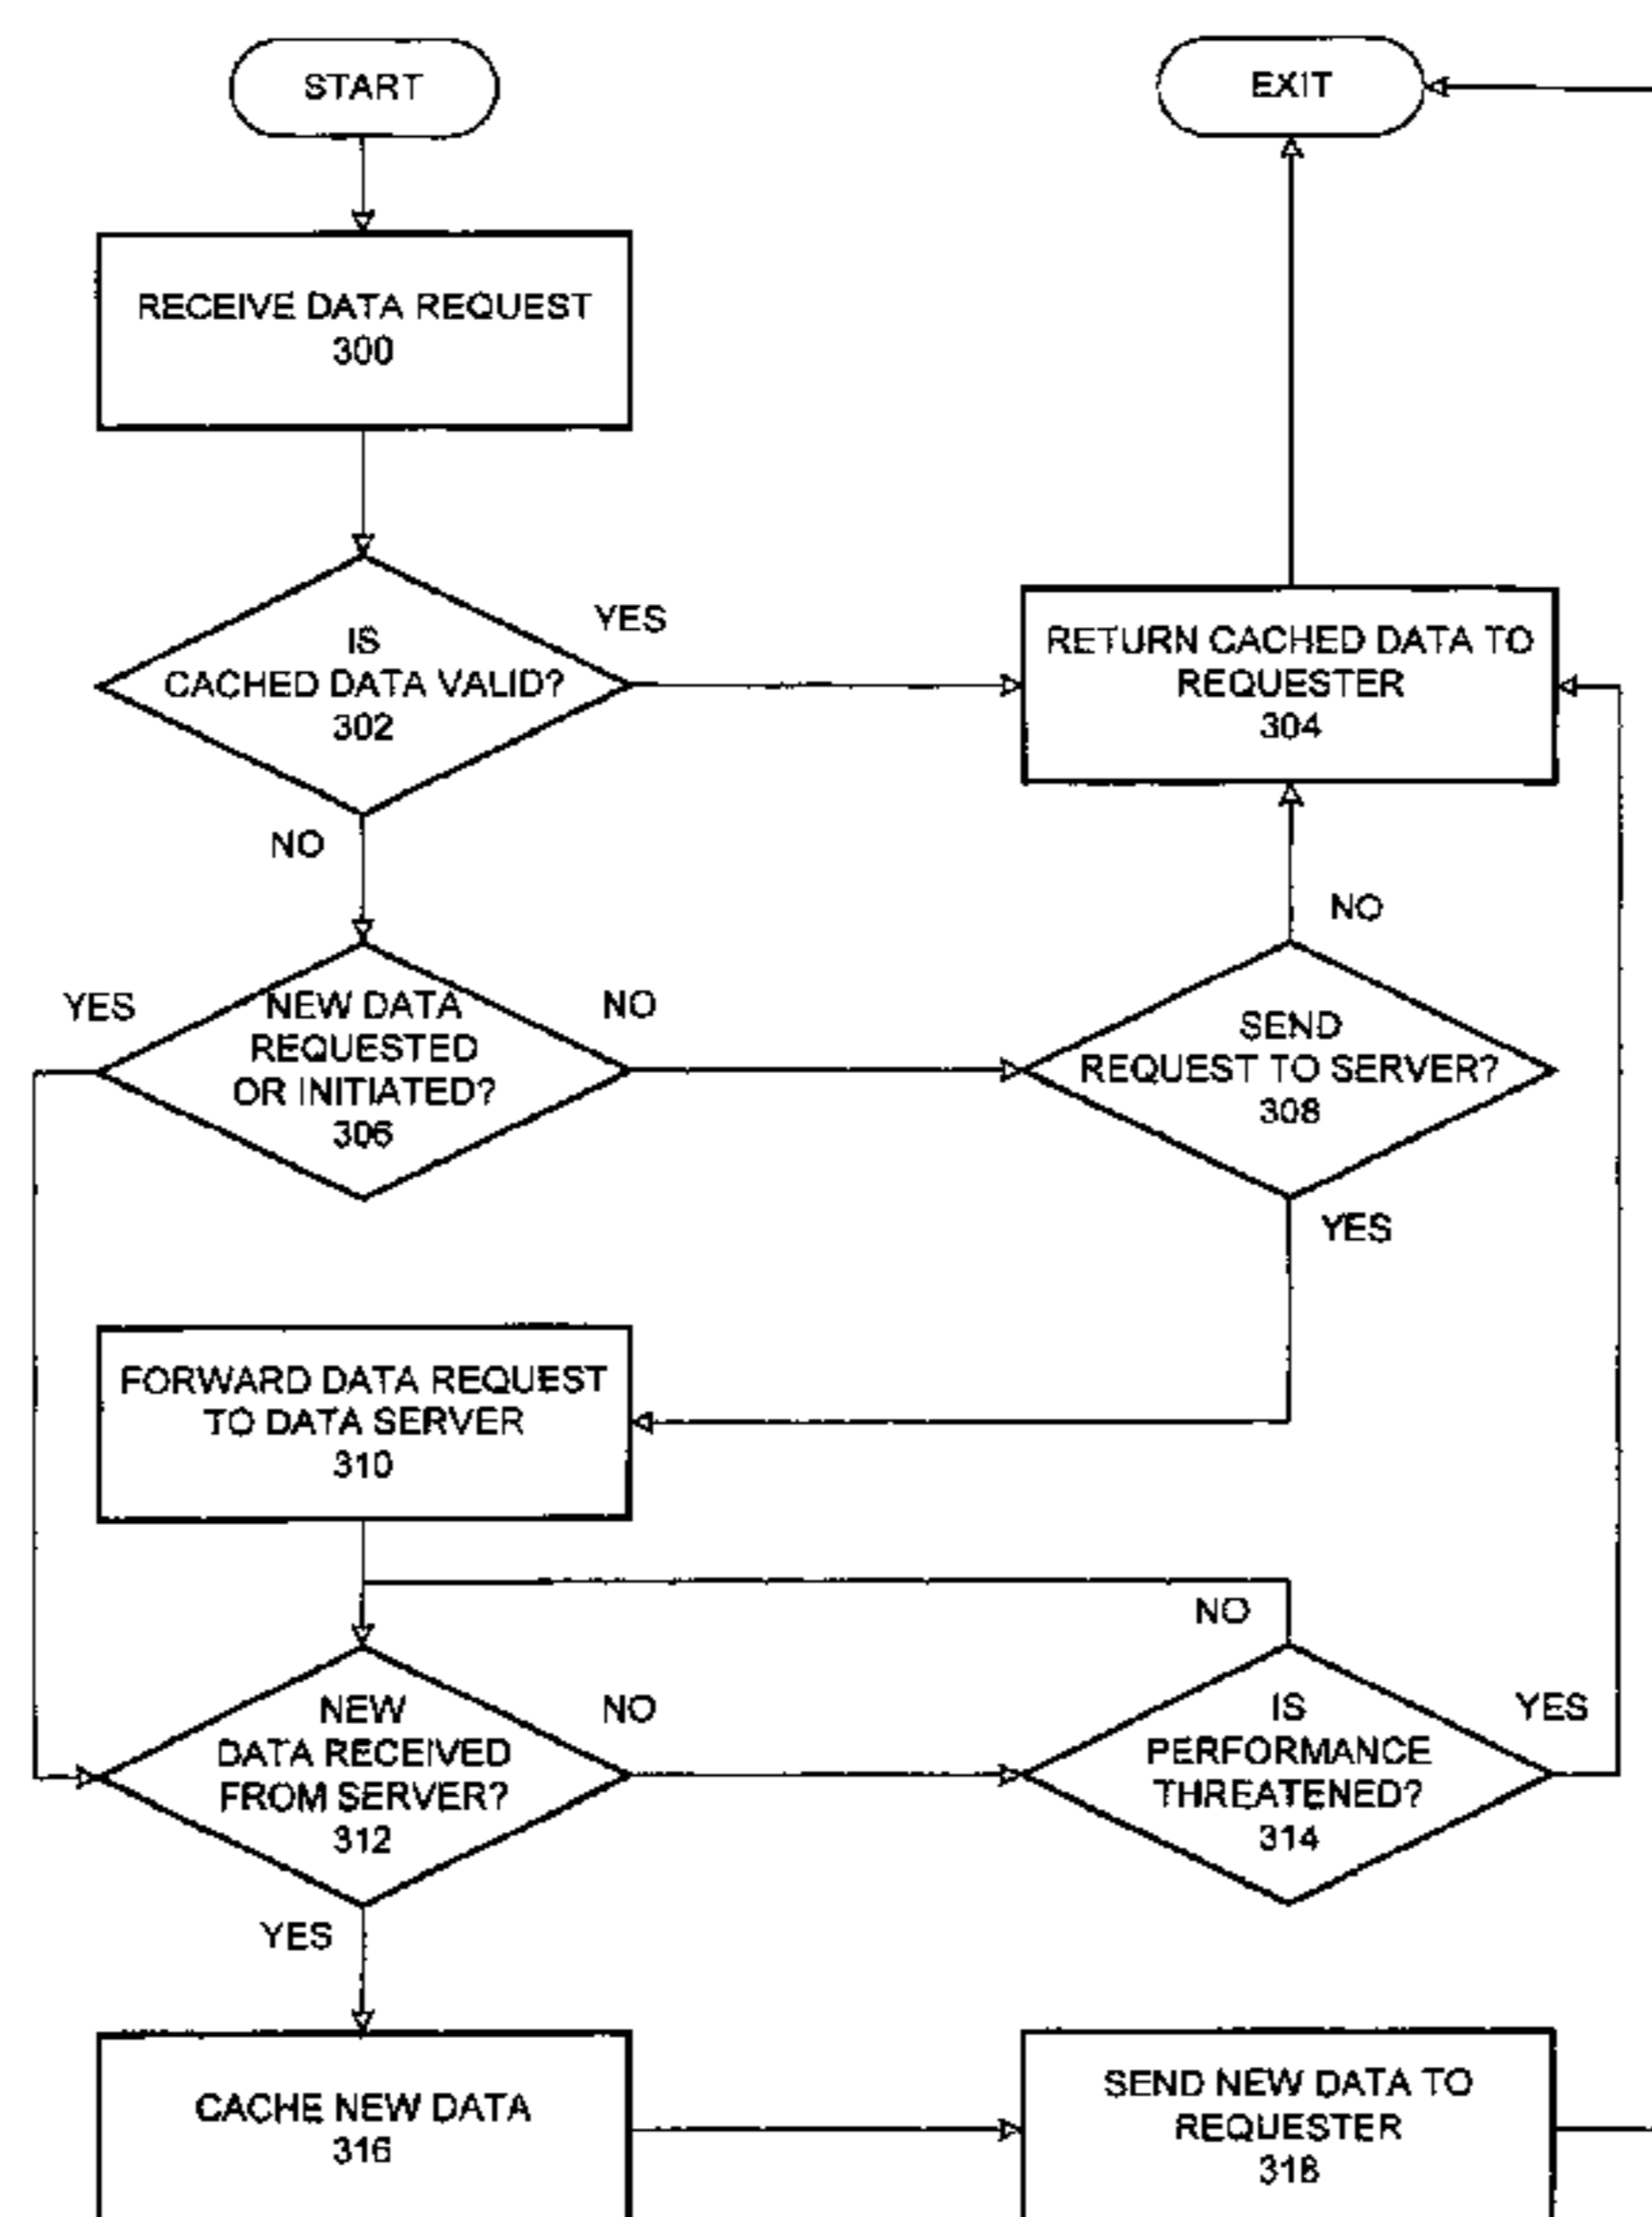 START
EXIT
RECEIVE DATA REQUEST
300
IS
CACHED DATA VALID?
302
YES
NO
RETURN CACHED DATA TO
REQUESTER
304
NO
YES
NEW DATA
REQUESTED
OR INITIATED?
306
NO
SEND
REQUEST TO SERVER?
308
YES
FORWARD DATA REQUEST
TO DATA SERVER
310
NO
NEW
DATA RECEIVED
FROM SERVER?
312
NO
IS
PERFORMANCE
THREATENED?
314
YES
YES
CACHE NEW DATA
316
SEND NEW DATA TO
REQUESTER
318